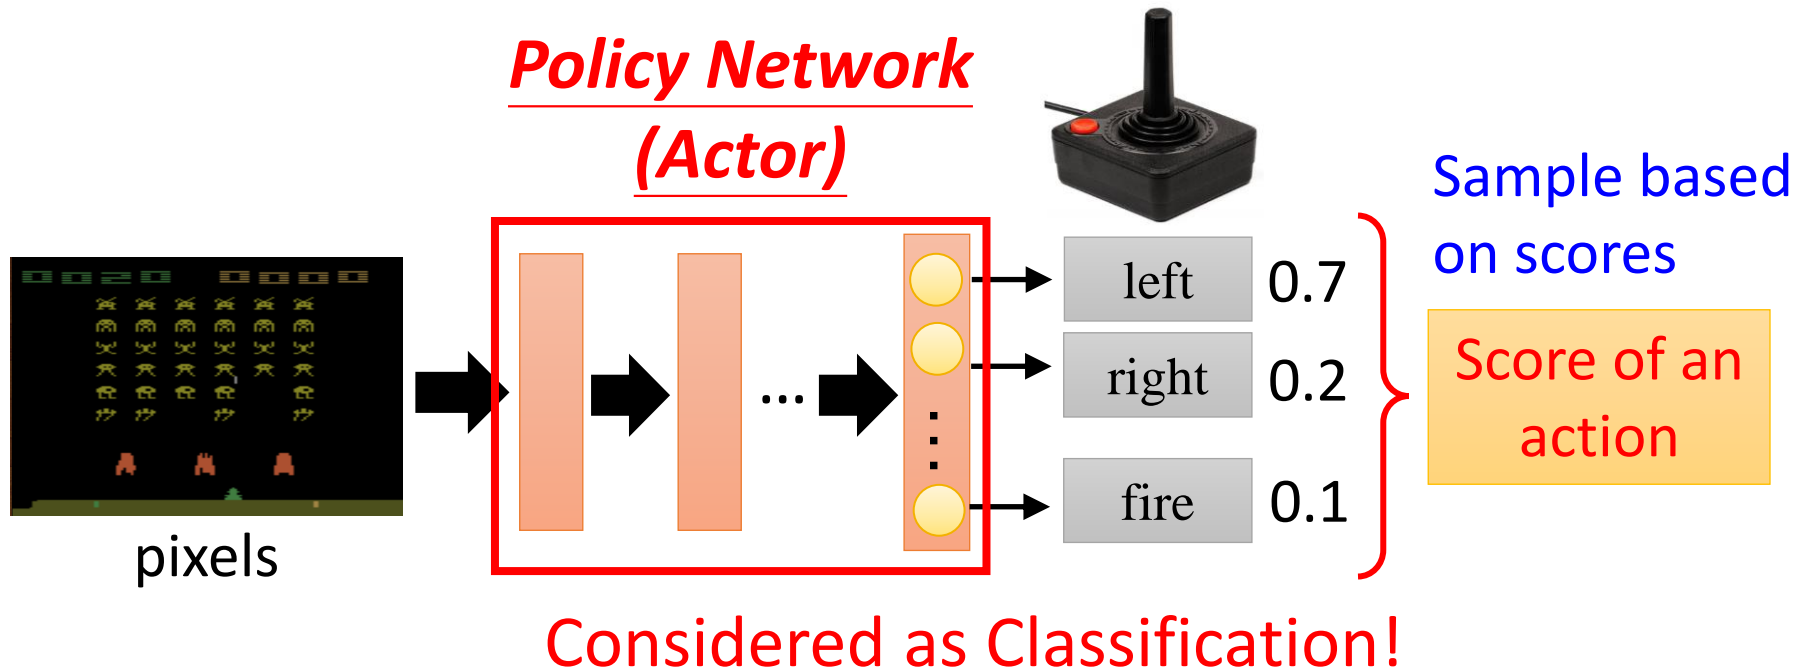 Policy Network
(Actor)
Sample based
on scores
left 0.7
right 0.2
fire 0.1
...
Score of an
action
pixels
Considered as Classification!